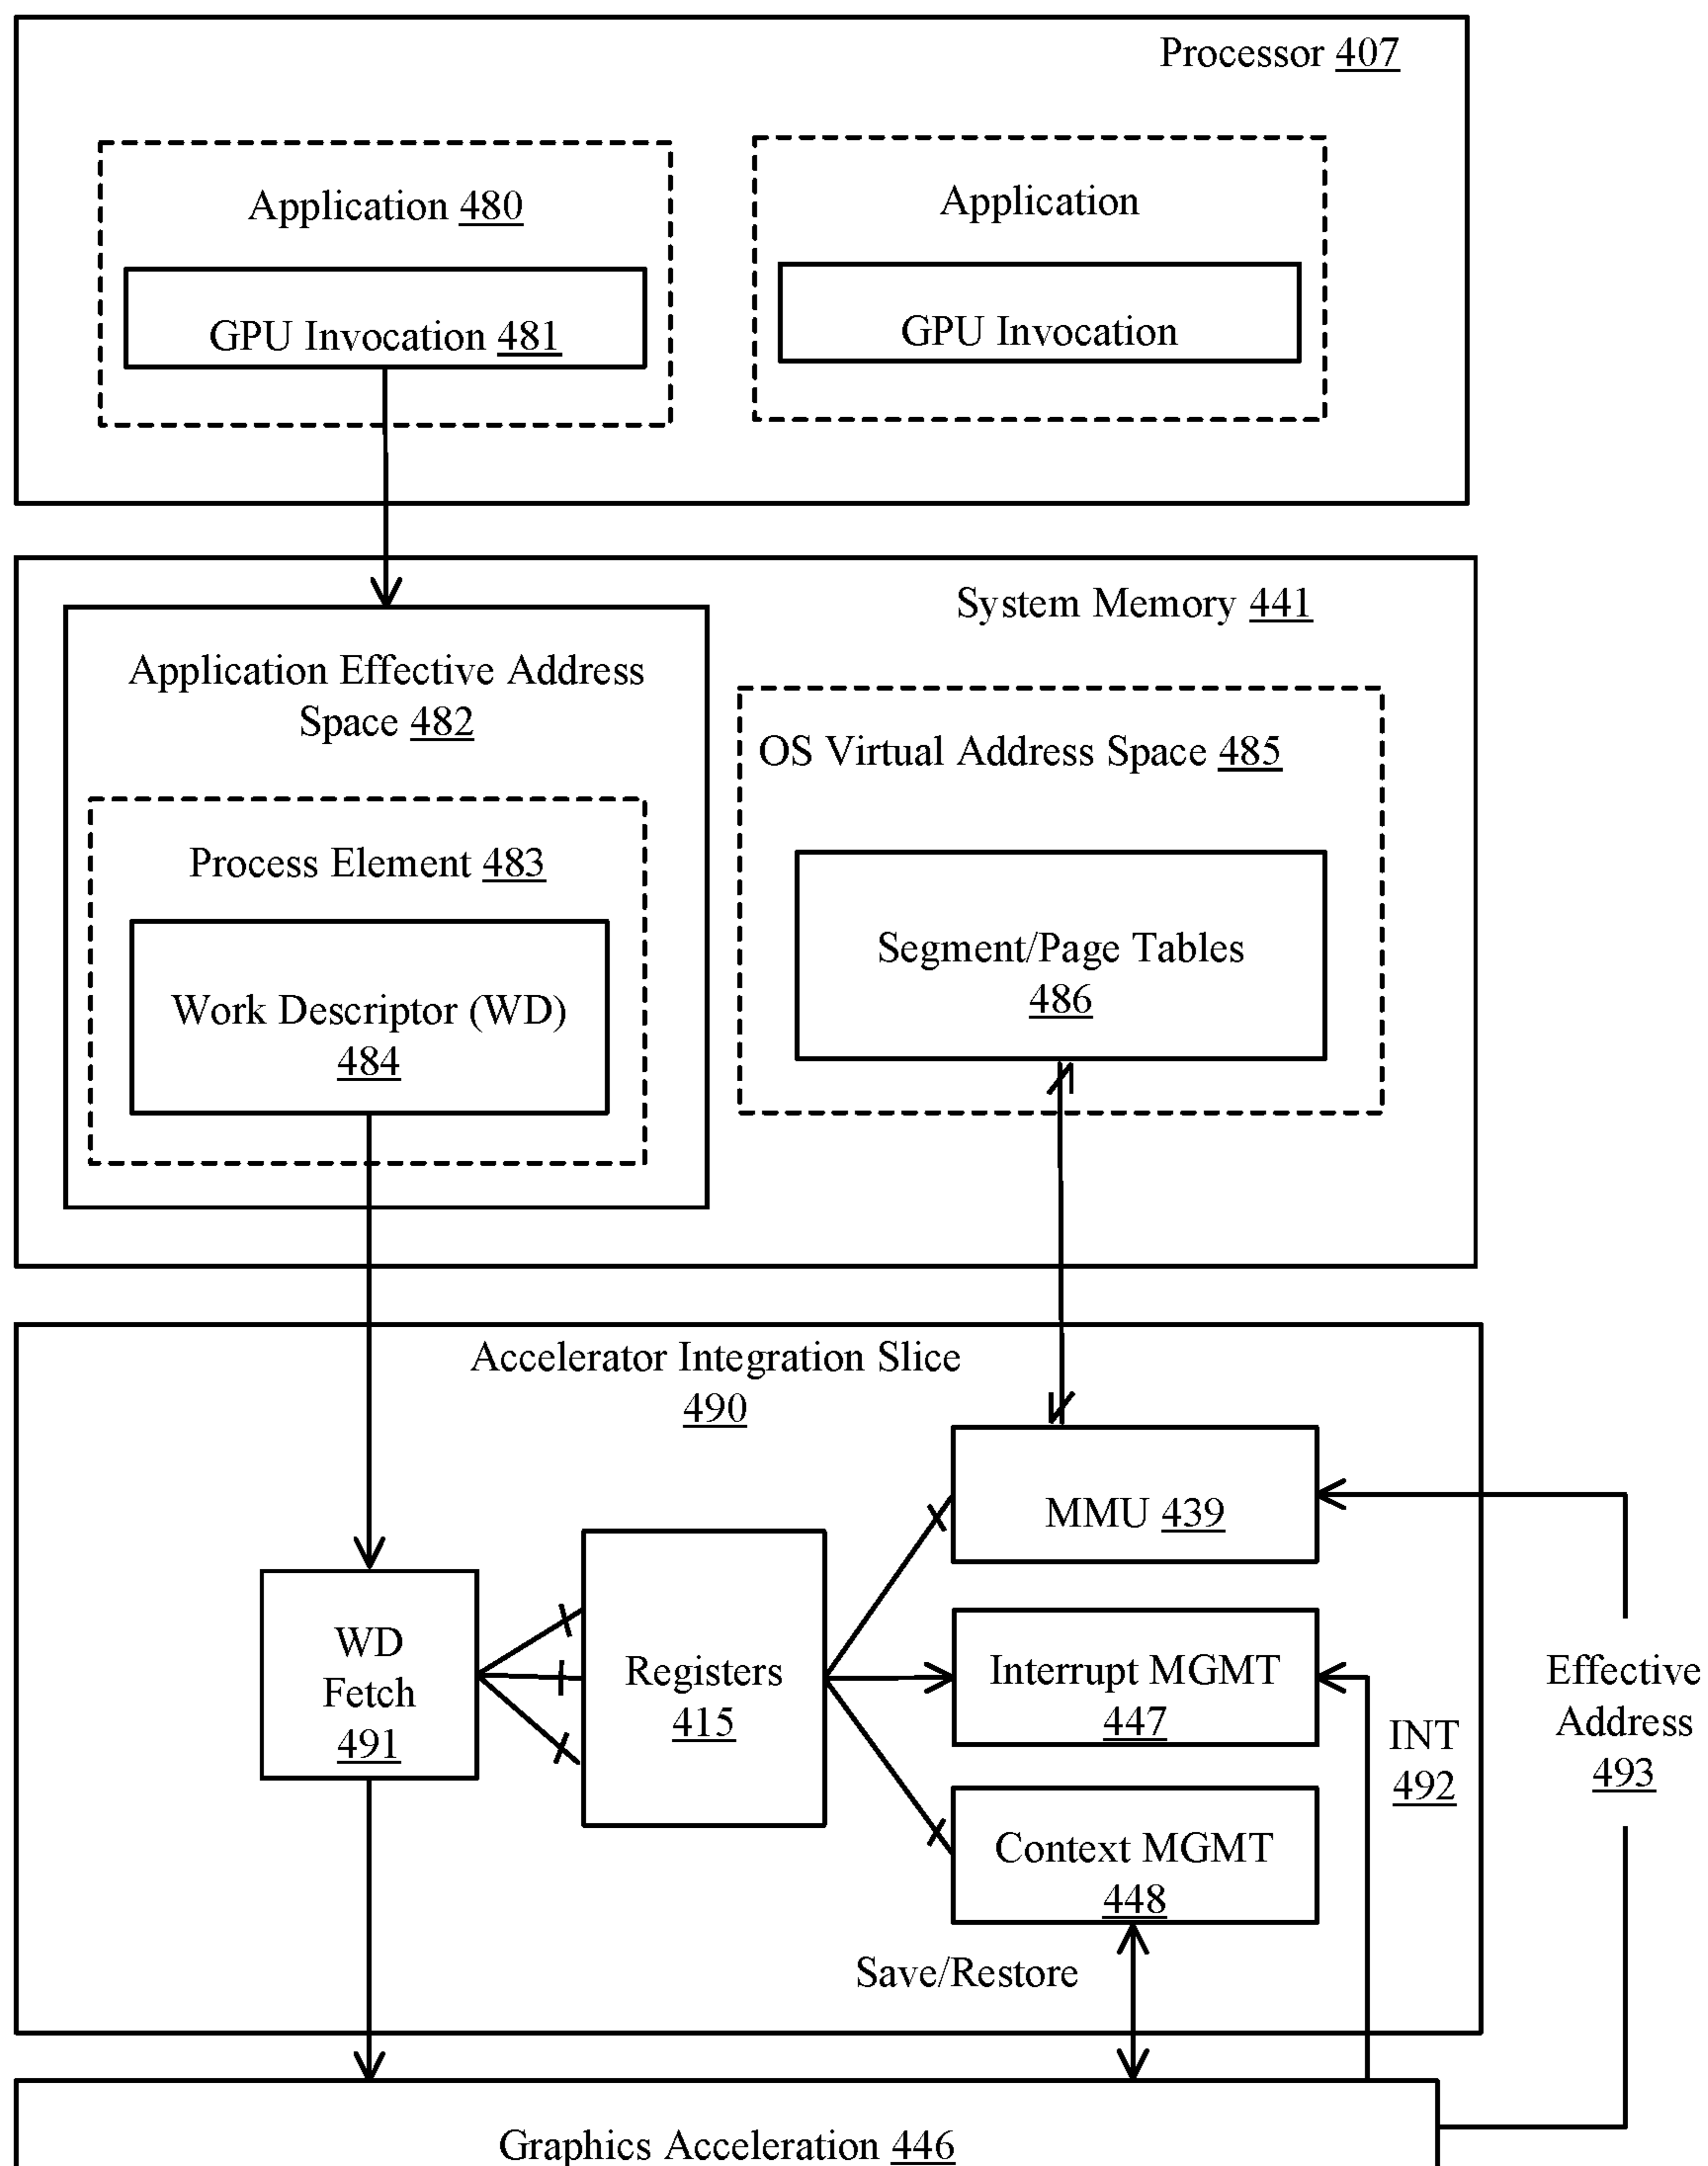 Processor 407
Application 480
Application
GPU Invocation 481
GPU Invocation
System Memory 441
Application Effective Address
Space 482
OS Virtual Address Space 485
Process Element 483
Segment/Page Tables
486
Work Descriptor (WD)
484
Accelerator Integration Slice
490
MMU 439
WD
Fetch
491
Registers
415
Interrupt MGMT
447
INT
492
Effective
Address
493
Context MGMT
448
Save/Restore
Graphics Acceleration 446